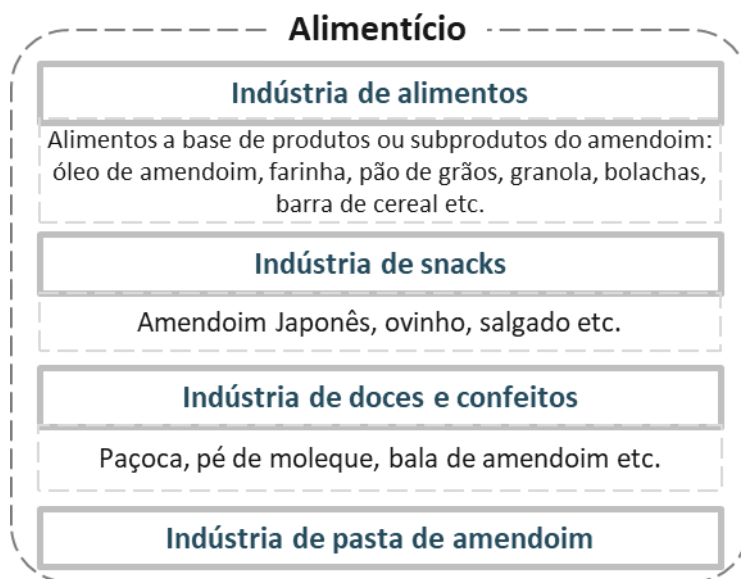 Alimentício
Indústria de alimentos
Alimentos a base de produtos ou subprodutos do amendoim:
óleo de amendoim, farinha, pão de grãos, granola, bolachas,
barra de cereal etc.
Indústria de snacks
Amendoim Japonês, ovinho, salgado etc.
Indústria de doces e confeitos
Paçoca, pé de moleque, bala de amendoim etc.
Indústria de pasta de amendoim